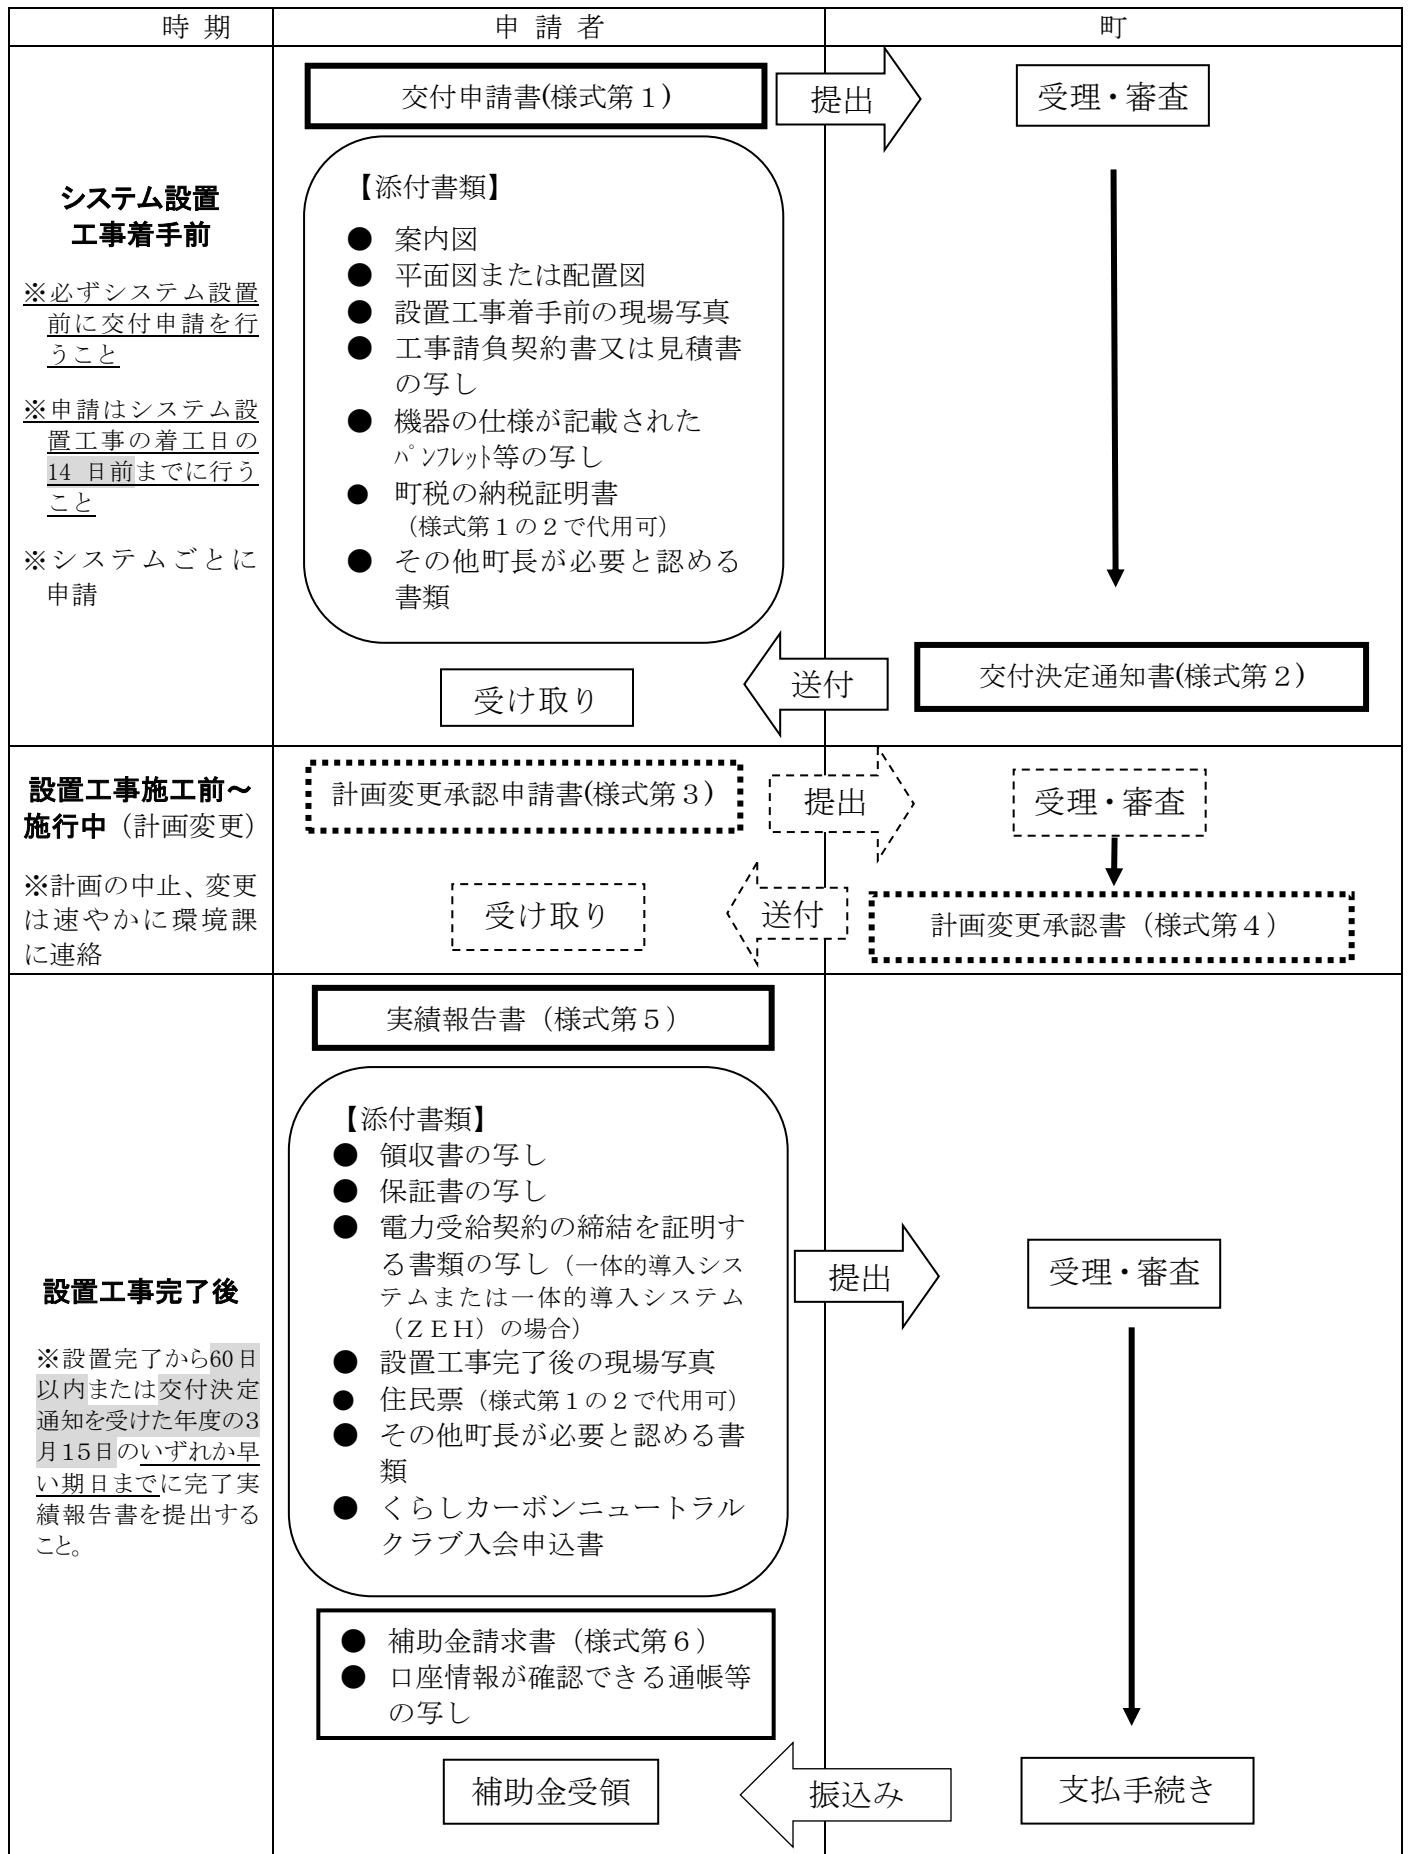 時 期
申 請 者
町
システム設置
工事着手前
※必ずシステム設置
前に交付申請を行
うこと
※申請はシステム設
置工事の着工日の
14 日前までに行う
こと
※システムごとに
申請
交付申請書(様式第１)
提出
受理・審査
【添付書類】
● 案内図
● 平面図または配置図
● 設置工事着手前の現場写真
● 工事請負契約書又は見積書
の写し
● 機器の仕様が記載された
ﾊﾟﾝﾌﾚｯﾄ等の写し
● 町税の納税証明書
（様式第１の２で代用可）
● その他町長が必要と認める
書類
受け取り
送付
交付決定通知書(様式第２)
設置工事施工前～
施行中（計画変更）
※計画の中止、変更
は速やかに環境課
に連絡
計画変更承認申請書(様式第３)
提出
受理・審査
受け取り
送付
計画変更承認書（様式第４）
設置工事完了後
※設置完了から60日
以内または交付決定
通知を受けた年度の3
月15日のいずれか早
い期日までに完了実
績報告書を提出する
こと。
実績報告書（様式第５）
【添付書類】
● 領収書の写し
● 保証書の写し
● 電力受給契約の締結を証明す
る書類の写し（一体的導入シス
テムまたは一体的導入システム
（ＺＥＨ）の場合）
● 設置工事完了後の現場写真
● 住民票（様式第１の２で代用可）
● その他町長が必要と認める書
類
● くらしカーボンニュートラル
クラブ入会申込書
提出
受理・審査
● 補助金請求書（様式第６）
● 口座情報が確認できる通帳等
の写し
補助金受領
振込み
支払手続き